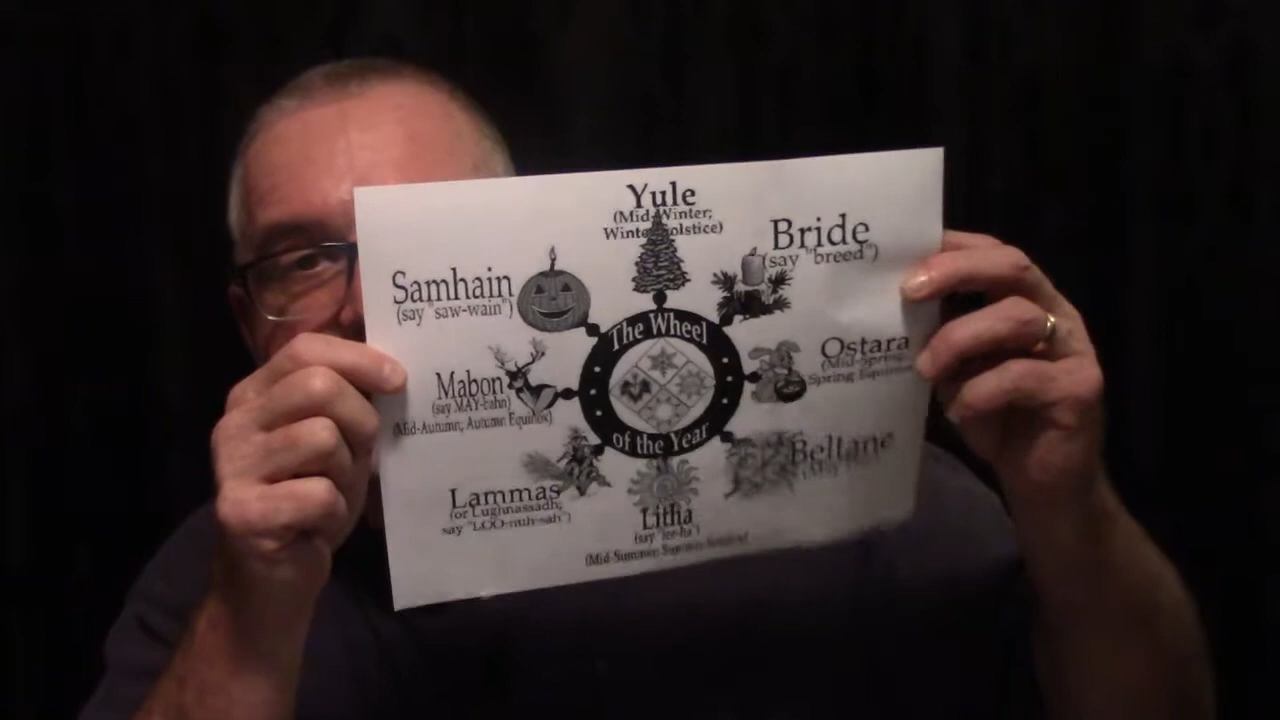 Yule
(Mid-Winter;
Winter Solstice)
Bride
(say "breed")
Samhain
(say "saw-wain")
The Wheel
of the Year
Ostara
(Mid-Spring;
Spring Equinox
Mabon
(say MAY-bahn)
(Mid-Autumn; Autumn Equinox)
Beltane
Lammas
(or Lughnassadh;
say "LOO-nuh-sah")
Litha
(Mid-Summer;